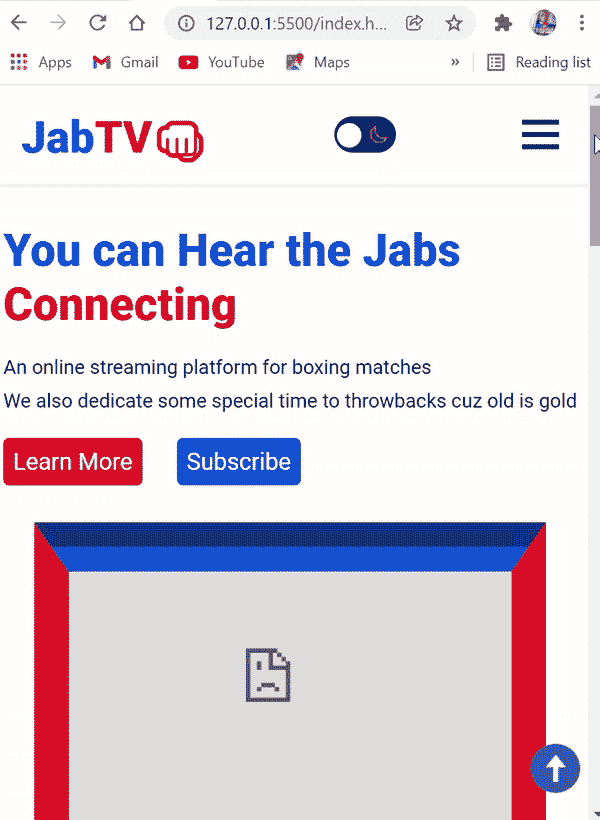 127.0.0.1:5500/index.h...
Apps Gmail YouTube Maps » Reading list
JabTV
You can Hear the Jabs
Connecting
An online streaming platform for boxing matches
We also dedicate some special time to throwbacks cuz old is gold
Learn More Subscribe